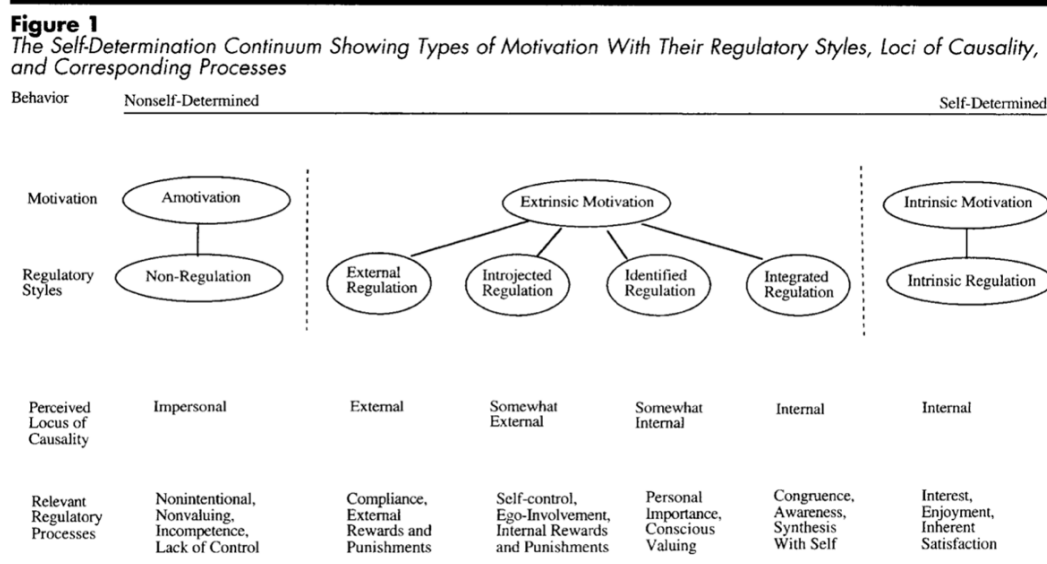 Figure 1
The Self-Determination Continuum Showing Types of Motivation With Their Regulatory Styles, Loci of Causality,
and Corresponding Processes
Behavior Nonself-Determined Self-Determined
Motivation Amotivation Extrinsic Motivation Intrinsic Motivation
Regulatory
Styles
Non-Regulation
External
Regulation
Introjected
Regulation
Identified
Regulation
Integrated
Regulation
Intrinsic Regulation
Perceived
Locus of
Causality
Impersonal
External
Somewhat
External
Somewhat
Internal
Internal
Internal
Relevant
Regulatory
Processes
Nonintentional,
Nonvaluing,
Incompetence,
Lack of Control
Compliance,
External
Rewards and
Punishments
Self-control,
Ego-Involvement,
Internal Rewards
and Punishments
Personal
Importance,
Conscious
Valuing
Congruence,
Awareness,
Synthesis
With Self
Interest,
Enjoyment,
Inherent
Satisfaction